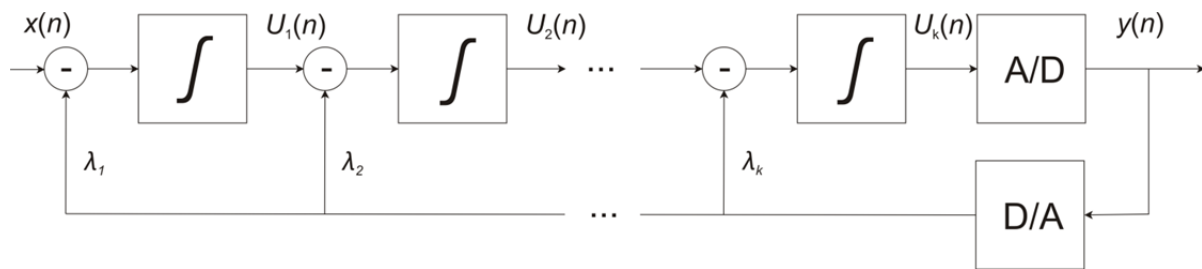 x(n) U₁(n) U₂(n) Uₖ(n) y(n)
- ∫ - ∫ ... - ∫ A/D
λ₁ λ₂ λₖ
... D/A